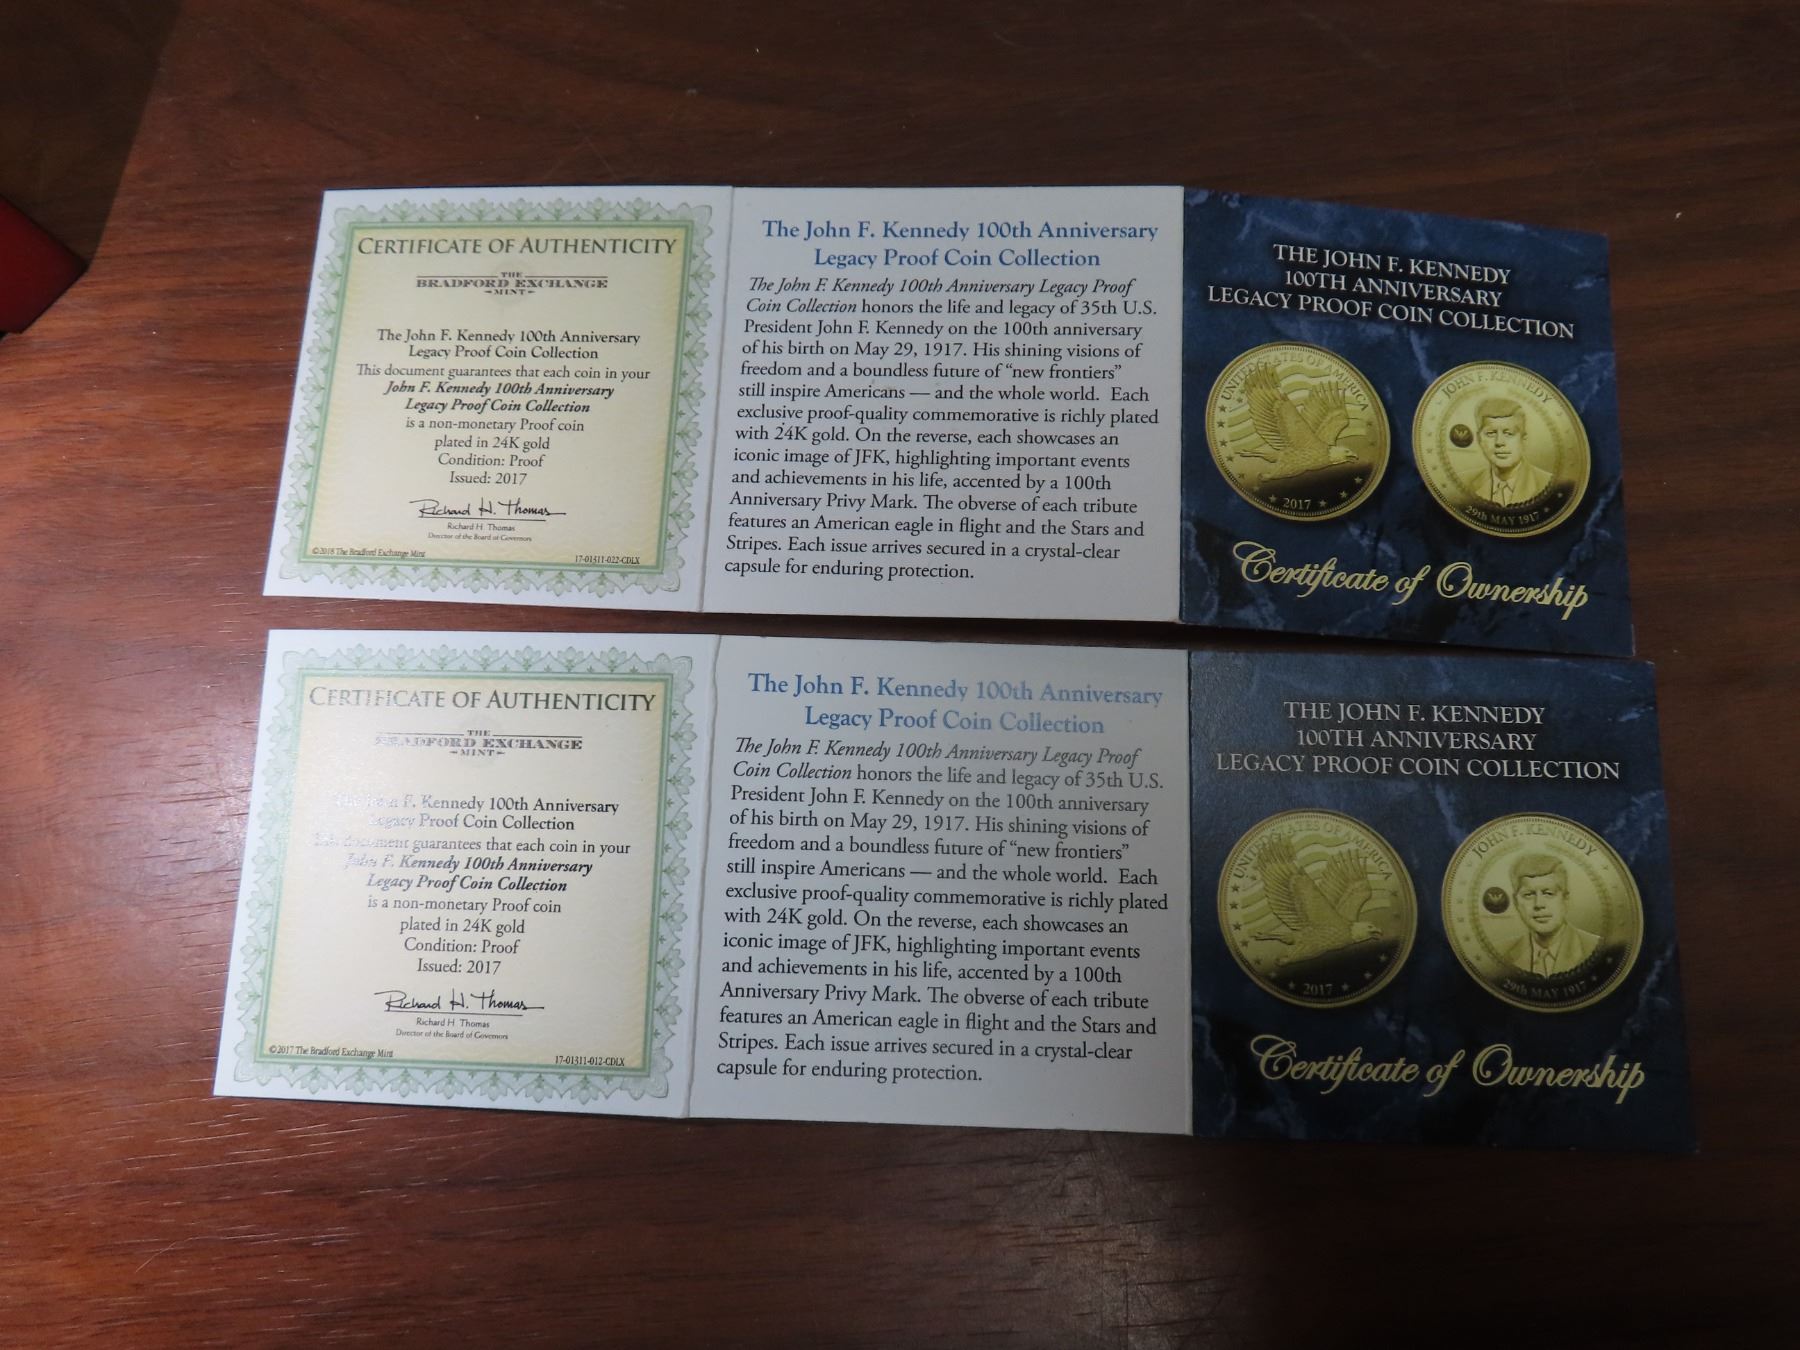 CERTIFICATE OF AUTHENTICITY
THE
BRADFORD EXCHANGE
MINT
The John F. Kennedy 100th Anniversary
Legacy Proof Coin Collection
This document guarantees that each coin in your
John F. Kennedy 100th Anniversary
Legacy Proof Coin Collection
is a non-monetary Proof coin
plated in 24K gold
Condition: Proof
Issued: 2017
Richard H. Thomas
Richard H. Thomas
Director of the Board of Governors
©2018 The Bradford Exchange Mint
17-01311-022-CDLX
The John F. Kennedy 100th Anniversary
Legacy Proof Coin Collection
The John F. Kennedy 100th Anniversary Legacy Proof
Coin Collection honors the life and legacy of 35th U.S.
President John F. Kennedy on the 100th anniversary
of his birth on May 29, 1917. His shining visions of
freedom and a boundless future of “new frontiers”
still inspire Americans — and the whole world. Each
exclusive proof-quality commemorative is richly plated
with 24K gold. On the reverse, each showcases an
iconic image of JFK, highlighting important events
and achievements in his life, accented by a 100th
Anniversary Privy Mark. The obverse of each tribute
features an American eagle in flight and the Stars and
Stripes. Each issue arrives secured in a crystal-clear
capsule for enduring protection.
THE JOHN F. KENNEDY
100TH ANNIVERSARY
LEGACY PROOF COIN COLLECTION
UNITED STATES OF AMERICA
2017
JOHN F. KENNEDY
29th MAY 1917
Certificate of Ownership
CERTIFICATE OF AUTHENTICITY
THE
BRADFORD EXCHANGE
MINT
The John F. Kennedy 100th Anniversary
Legacy Proof Coin Collection
This document guarantees that each coin in your
John F. Kennedy 100th Anniversary
Legacy Proof Coin Collection
is a non-monetary Proof coin
plated in 24K gold
Condition: Proof
Issued: 2017
Richard H. Thomas
Richard H. Thomas
Director of the Board of Governors
©2017 The Bradford Exchange Mint
17-01311-012-CDLX
The John F. Kennedy 100th Anniversary
Legacy Proof Coin Collection
The John F. Kennedy 100th Anniversary Legacy Proof
Coin Collection honors the life and legacy of 35th U.S.
President John F. Kennedy on the 100th anniversary
of his birth on May 29, 1917. His shining visions of
freedom and a boundless future of “new frontiers”
still inspire Americans — and the whole world. Each
exclusive proof-quality commemorative is richly plated
with 24K gold. On the reverse, each showcases an
iconic image of JFK, highlighting important events
and achievements in his life, accented by a 100th
Anniversary Privy Mark. The obverse of each tribute
features an American eagle in flight and the Stars and
Stripes. Each issue arrives secured in a crystal-clear
capsule for enduring protection.
THE JOHN F. KENNEDY
100TH ANNIVERSARY
LEGACY PROOF COIN COLLECTION
UNITED STATES OF AMERICA
2017
JOHN F. KENNEDY
29th MAY 1917
Certificate of Ownership